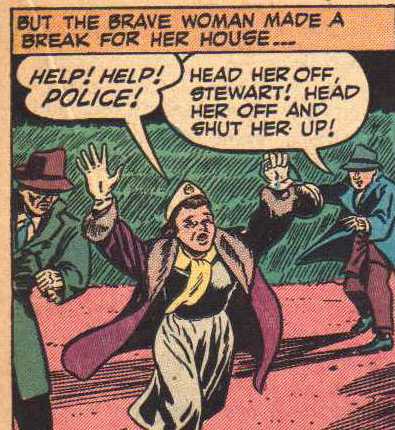 BUT THE BRAVE WOMAN MADE A
BREAK FOR HER HOUSE...
HELP! HELP!
POLICE!
HEAD HER OFF,
STEWART! HEAD
HER OFF AND
SHUT HER UP!